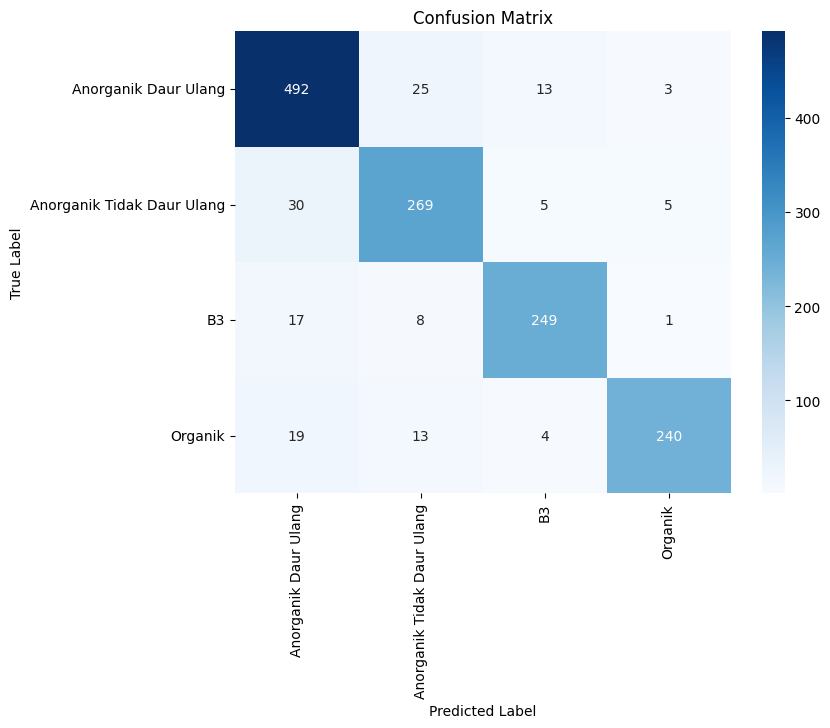 Confusion Matrix
Anorganik Daur Ulang
492 25 13 3
Anorganik Tidak Daur Ulang
30 269 5 5
B3
17 8 249 1
Organik
19 13 4 240
True Label
Anorganik Daur Ulang
Anorganik Tidak Daur Ulang
B3
Organik
Predicted Label
400
300
200
100